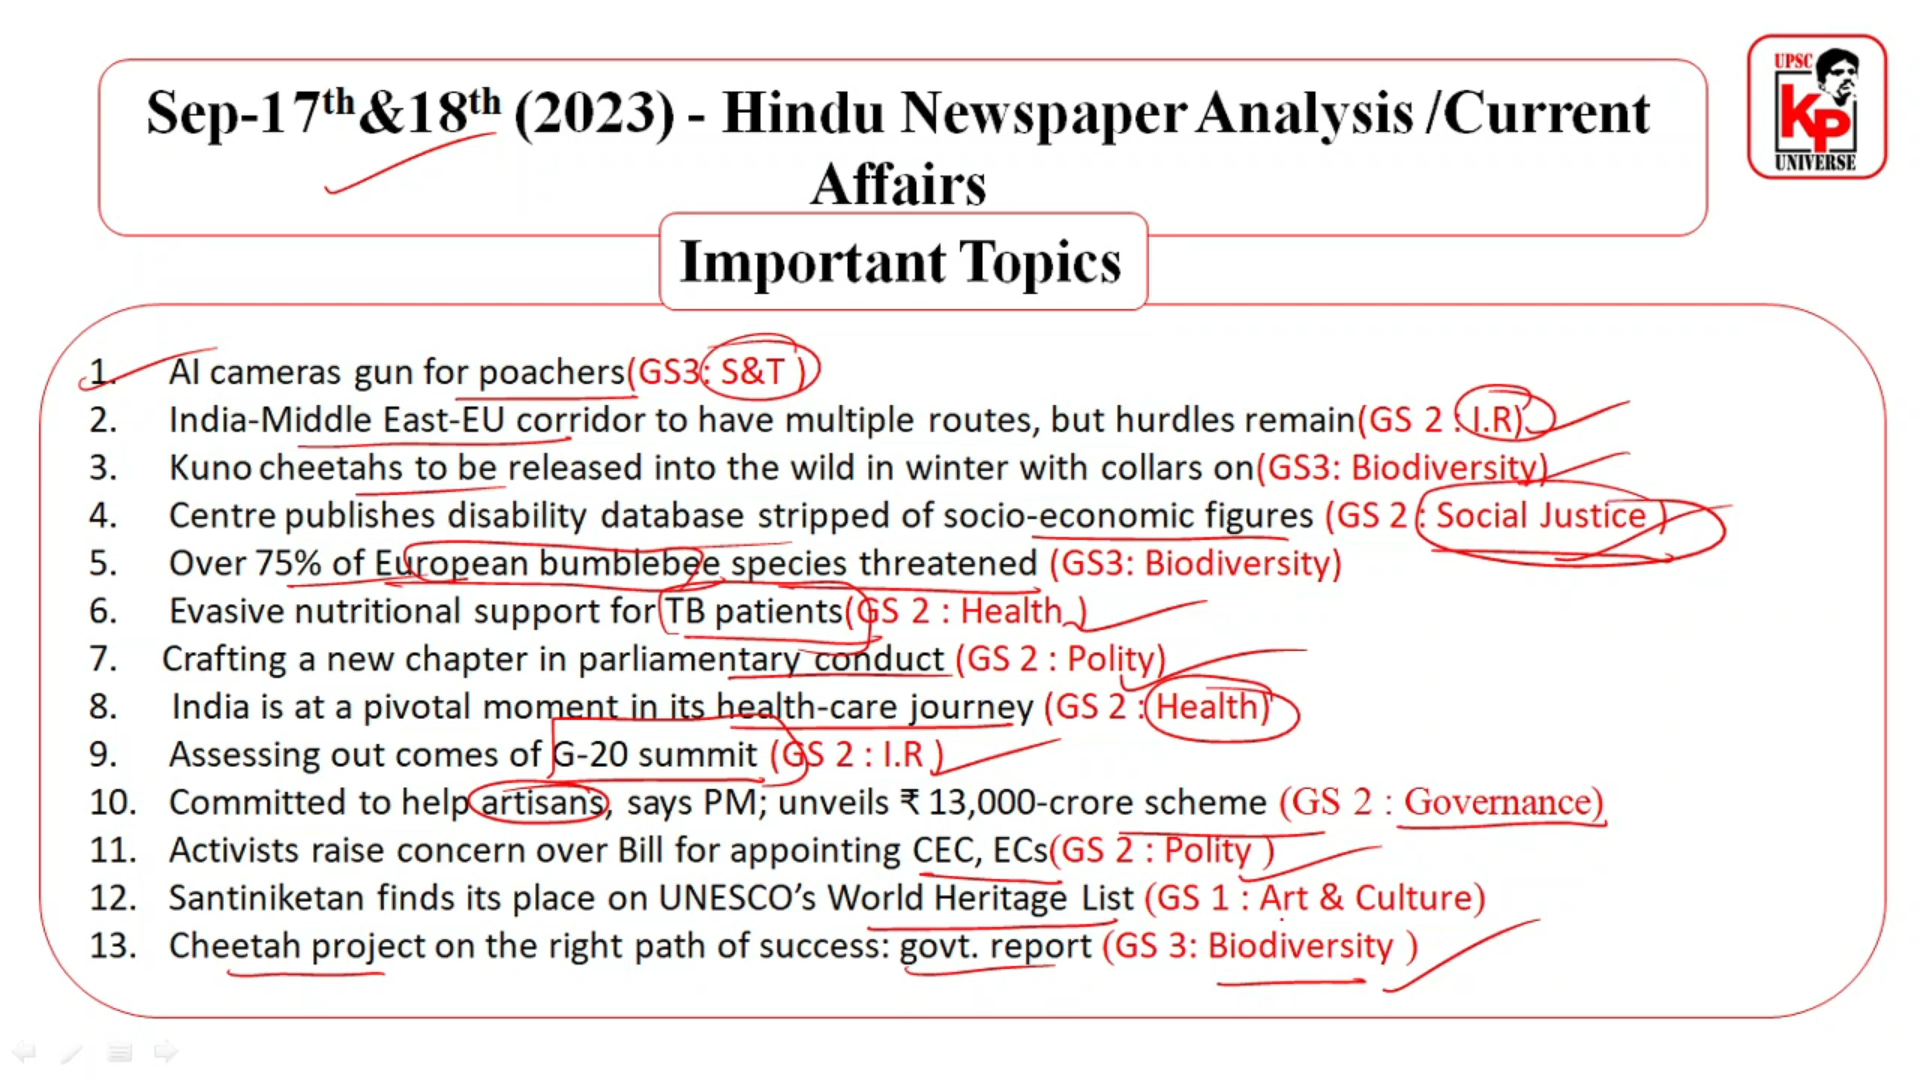 Sep-17th&18th (2023) - Hindu Newspaper Analysis /Current
Affairs
UPSC
KP
UNIVERSE
Important Topics
1. AI cameras gun for poachers(GS3: S&T )
2. India-Middle East-EU corridor to have multiple routes, but hurdles remain(GS 2 : I.R)
3. Kuno cheetahs to be released into the wild in winter with collars on(GS3: Biodiversity)
4. Centre publishes disability database stripped of socio-economic figures (GS 2 : Social Justice )
5. Over 75% of European bumblebee species threatened (GS3: Biodiversity)
6. Evasive nutritional support for TB patients(GS 2 : Health )
7. Crafting a new chapter in parliamentary conduct (GS 2 : Polity)
8. India is at a pivotal moment in its health-care journey (GS 2 : Health)
9. Assessing out comes of G-20 summit (GS 2 : I.R )
10. Committed to help artisans, says PM; unveils ₹ 13,000-crore scheme (GS 2 : Governance)
11. Activists raise concern over Bill for appointing CEC, ECs(GS 2 : Polity )
12. Santiniketan finds its place on UNESCO’s World Heritage List (GS 1 : Art & Culture)
13. Cheetah project on the right path of success: govt. report (GS 3: Biodiversity )